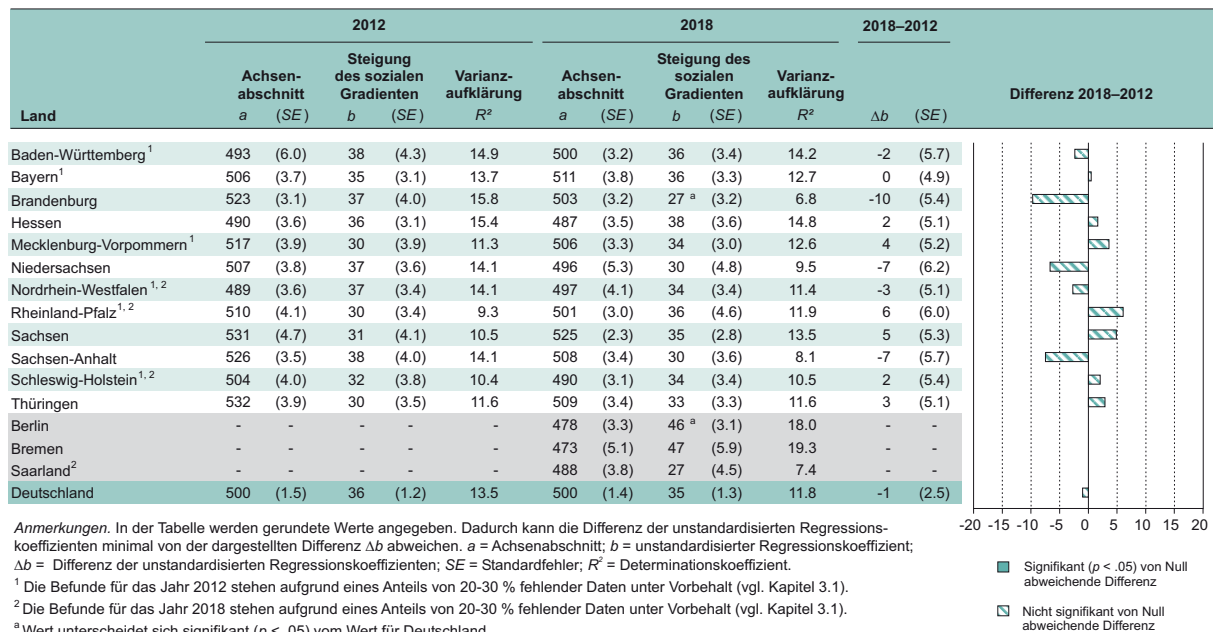 2012 2018 2018–2012
Land
Achsen-
abschnitt
a (SE)
Steigung
des sozialen
Gradienten
b (SE)
Varianz-
aufklärung
R²
Achsen-
abschnitt
a (SE)
Steigung des
sozialen
Gradienten
b (SE)
Varianz-
aufklärung
R²
Δb (SE)
Differenz 2018–2012
Baden-Württemberg¹ 493 (6.0) 38 (4.3) 14.9 500 (3.2) 36 (3.4) 14.2 -2 (5.7)
Bayern¹ 506 (3.7) 35 (3.1) 13.7 511 (3.8) 36 (3.3) 12.7 0 (4.9)
Brandenburg 523 (3.1) 37 (4.0) 15.8 503 (3.2) 27 ᵃ (3.2) 6.8 -10 (5.4)
Hessen 490 (3.6) 36 (3.1) 15.4 487 (3.5) 38 (3.6) 14.8 2 (5.1)
Mecklenburg-Vorpommern¹ 517 (3.9) 30 (3.9) 11.3 506 (3.3) 34 (3.0) 12.6 4 (5.2)
Niedersachsen 507 (3.8) 37 (3.6) 14.1 496 (5.3) 30 (4.8) 9.5 -7 (6.2)
Nordrhein-Westfalen¹, ² 489 (3.6) 37 (3.4) 14.1 497 (4.1) 34 (3.4) 11.4 -3 (5.1)
Rheinland-Pfalz¹, ² 510 (4.1) 30 (3.4) 9.3 501 (3.0) 36 (4.6) 11.9 6 (6.0)
Sachsen 531 (4.7) 31 (4.1) 10.5 525 (2.3) 35 (2.8) 13.5 5 (5.3)
Sachsen-Anhalt 526 (3.5) 38 (4.0) 14.1 508 (3.4) 30 (3.6) 8.1 -7 (5.7)
Schleswig-Holstein¹, ² 504 (4.0) 32 (3.8) 10.4 490 (3.1) 34 (3.4) 10.5 2 (5.4)
Thüringen 532 (3.9) 30 (3.5) 11.6 509 (3.4) 33 (3.3) 11.6 3 (5.1)
Berlin - - - - - 478 (3.3) 46 ᵃ (3.1) 18.0 - -
Bremen - - - - - 473 (5.1) 47 (5.9) 19.3 - -
Saarland² - - - - - 488 (3.8) 27 (4.5) 7.4 - -
Deutschland 500 (1.5) 36 (1.2) 13.5 500 (1.4) 35 (1.3) 11.8 -1 (2.5)
-20 -15 -10 -5 0 5 10 15 20
Anmerkungen. In der Tabelle werden gerundete Werte angegeben. Dadurch kann die Differenz der unstandardisierten Regressions-
koeffizienten minimal von der dargestellten Differenz Δb abweichen. a = Achsenabschnitt; b = unstandardisierter Regressionskoeffizient;
Δb = Differenz der unstandardisierten Regressionskoeffizienten; SE = Standardfehler; R² = Determinationskoeffizient.
¹ Die Befunde für das Jahr 2012 stehen aufgrund eines Anteils von 20-30 % fehlender Daten unter Vorbehalt (vgl. Kapitel 3.1).
² Die Befunde für das Jahr 2018 stehen aufgrund eines Anteils von 20-30 % fehlender Daten unter Vorbehalt (vgl. Kapitel 3.1).
ᵃ Wert unterscheidet sich signifikant (p < .05) vom Wert für Deutschland.
Signifikant (p < .05) von Null
abweichende Differenz
Nicht signifikant von Null
abweichende Differenz